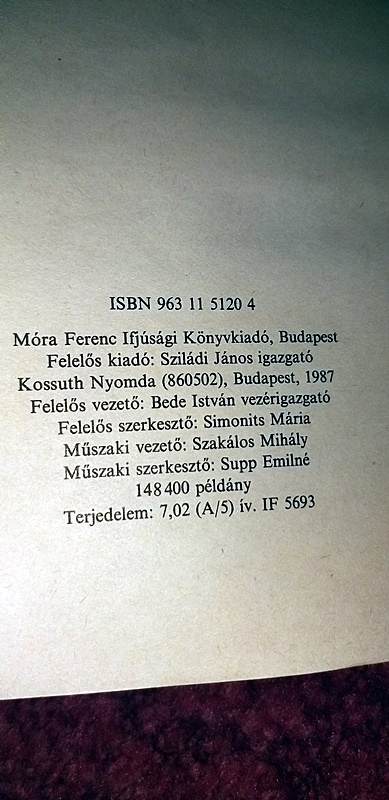 ISBN 963 11 5120 4
Móra Ferenc Ifjúsági Könyvkiadó, Budapest
Felelős kiadó: Sziládi János igazgató
Kossuth Nyomda (860502), Budapest, 1987
Felelős vezető: Bede István vezérigazgató
Felelős szerkesztő: Simonits Mária
Műszaki vezető: Szakálos Mihály
Műszaki szerkesztő: Supp Emilné
148 400 példány
Terjedelem: 7,02 (A/5) ív. IF 5693